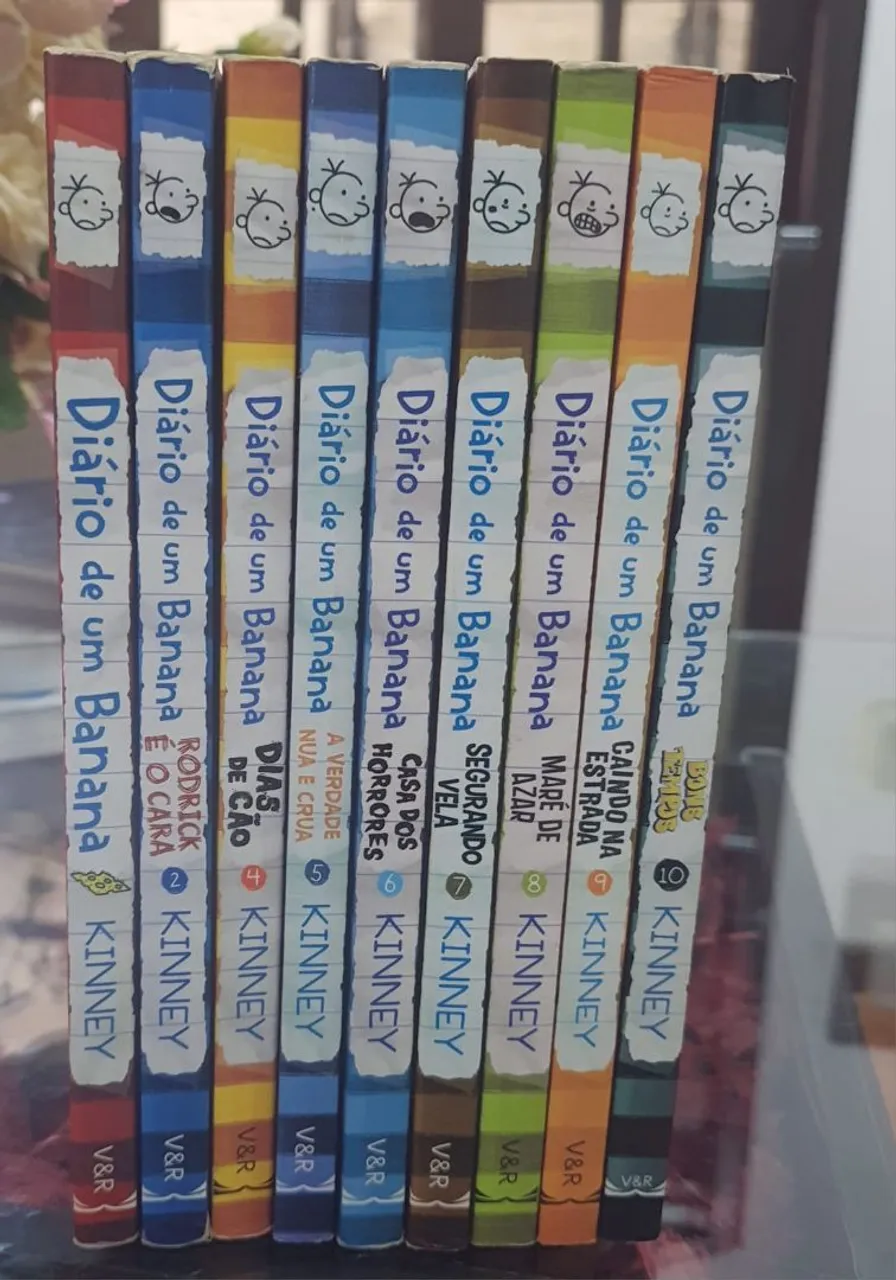 Diário de um Banana
KINNEY
V&R
Diário de um Banana
RODRICK
É O CARA
2
KINNEY
V&R
Diário de um Banana
DIAS
DE CÃO
4
KINNEY
V&R
Diário de um Banana
A VERDADE
NUA E CRUA
5
KINNEY
V&R
Diário de um Banana
CASA DOS
HORRORES
6
KINNEY
V&R
Diário de um Banana
SEGURANDO
VELA
7
KINNEY
V&R
Diário de um Banana
MARÉ DE
AZAR
8
KINNEY
V&R
Diário de um Banana
CAINDO NA
ESTRADA
9
KINNEY
V&R
Diário de um Banana
BONS
TEMPOS
10
KINNEY
V&R